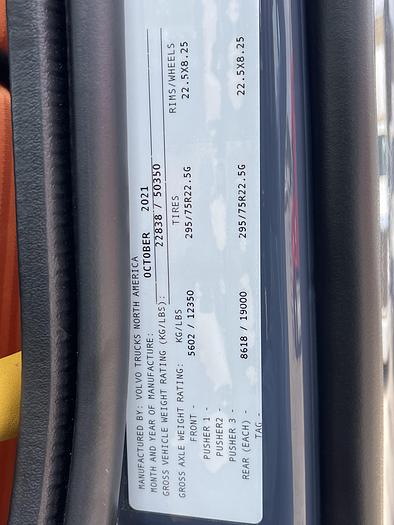 MANUFACTURED BY: VOLVO TRUCKS NORTH AMERICA
MONTH AND YEAR OF MANUFACTURE: OCTOBER 2021
GROSS VEHICLE WEIGHT RATING (KG/LBS): 22838 / 50350
GROSS AXLE WEIGHT RATING: KG/LBS TIRES RIMS/WHEELS
FRONT - 5602 / 12350 295/75R22.5G 22.5X8.25
PUSHER 1 -
PUSHER2 -
PUSHER 3 -
REAR (EACH) - 8618 / 19000 295/75R22.5G 22.5X8.25
TAG -